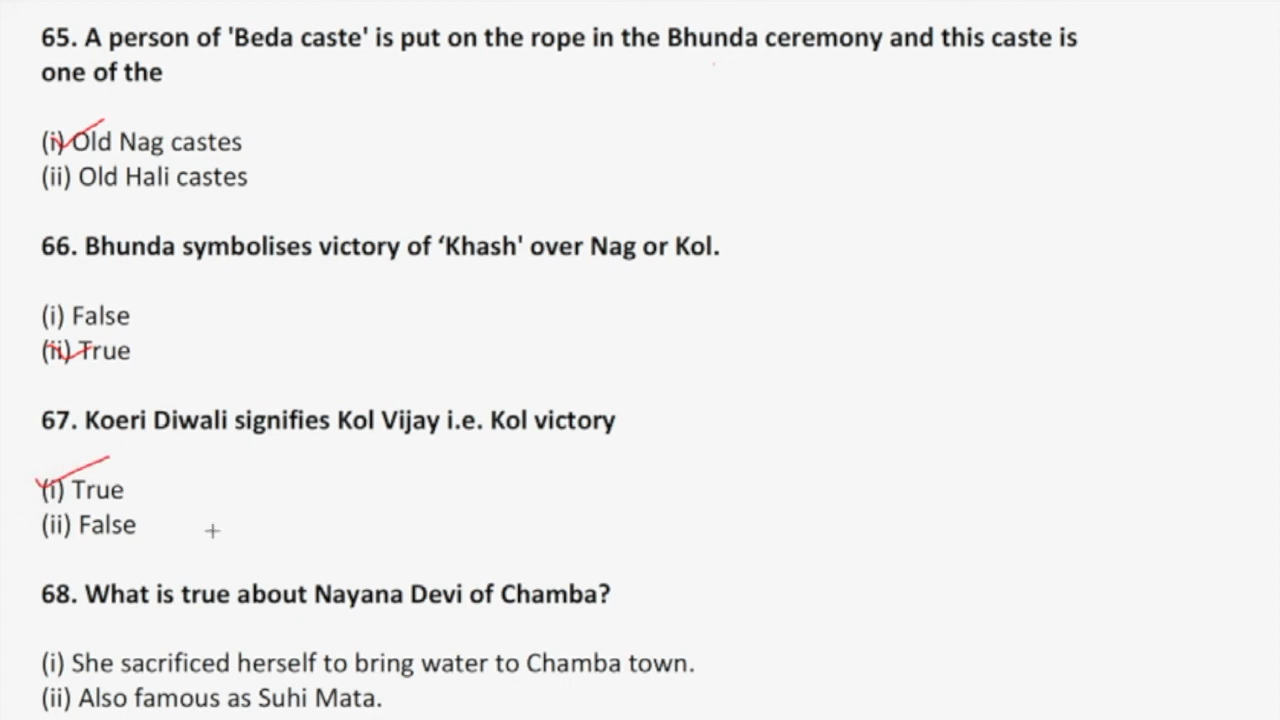 65. A person of 'Beda caste' is put on the rope in the Bhunda ceremony and this caste is
one of the
(i) Old Nag castes
(ii) Old Hali castes
66. Bhunda symbolises victory of ‘Khash' over Nag or Kol.
(i) False
(ii) True
67. Koeri Diwali signifies Kol Vijay i.e. Kol victory
(i) True
(ii) False
68. What is true about Nayana Devi of Chamba?
(i) She sacrificed herself to bring water to Chamba town.
(ii) Also famous as Suhi Mata.